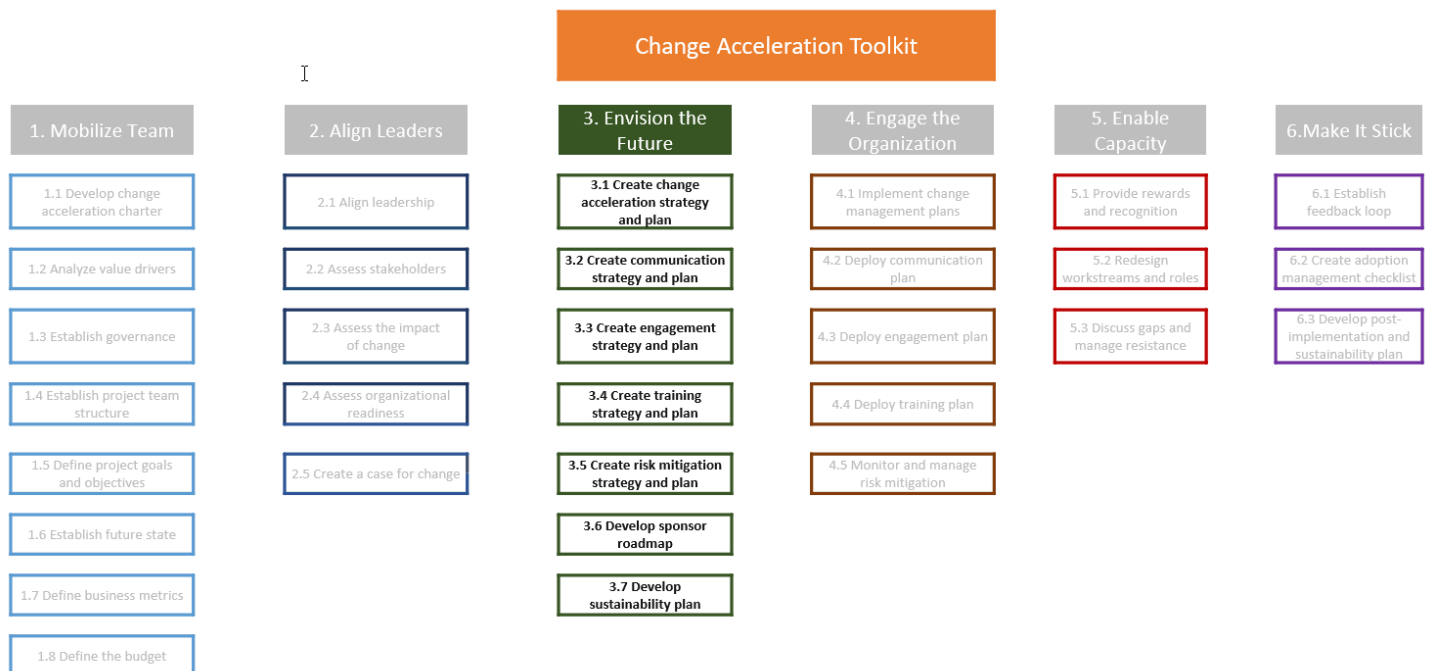 Change Acceleration Toolkit
1. Mobilize Team
1.1 Develop change
acceleration charter
1.2 Analyze value drivers
1.3 Establish governance
1.4 Establish project team
structure
1.5 Define project goals
and objectives
1.6 Establish future state
1.7 Define business metrics
1.8 Define the budget
2. Align Leaders
2.1 Align leadership
2.2 Assess stakeholders
2.3 Assess the impact
of change
2.4 Assess organizational
readiness
2.5 Create a case for change
3. Envision the
Future
3.1 Create change
acceleration strategy
and plan
3.2 Create communication
strategy and plan
3.3 Create engagement
strategy and plan
3.4 Create training
strategy and plan
3.5 Create risk mitigation
strategy and plan
3.6 Develop sponsor
roadmap
3.7 Develop
sustainability plan
4. Engage the
Organization
4.1 Implement change
management plans
4.2 Deploy communication
plan
4.3 Deploy engagement plan
4.4 Deploy training plan
4.5 Monitor and manage
risk mitigation
5. Enable
Capacity
5.1 Provide rewards
and recognition
5.2 Redesign
workstreams and roles
5.3 Discuss gaps and
manage resistance
6.Make It Stick
6.1 Establish
feedback loop
6.2 Create adoption
management checklist
6.3 Develop post-
implementation and
sustainability plan